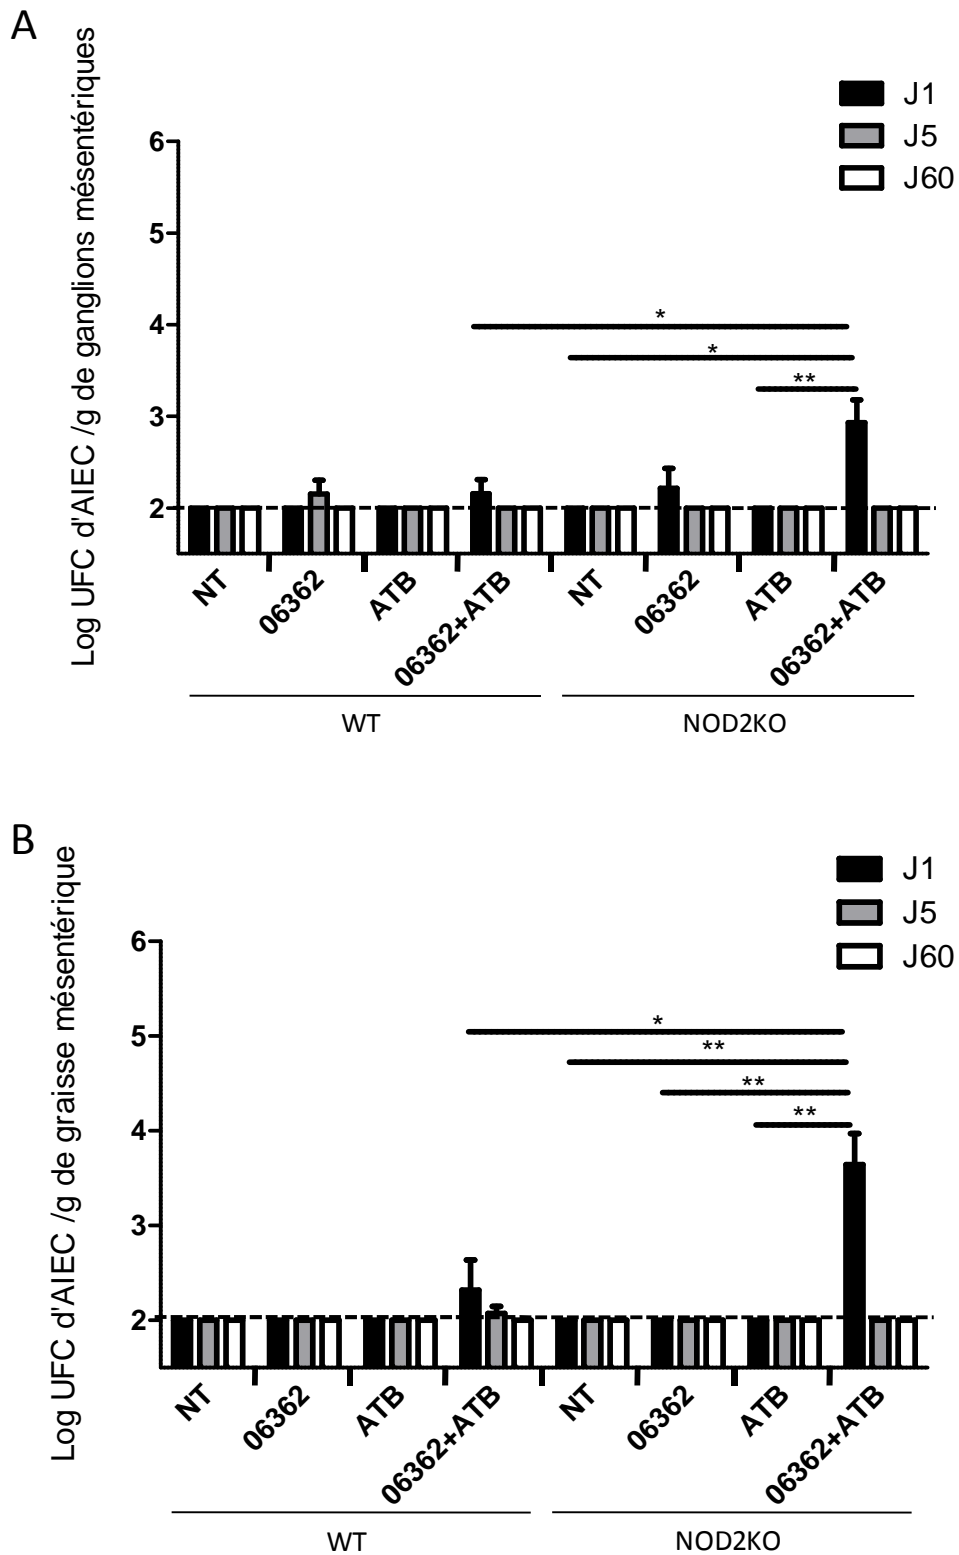 A
Log UFC d'AIEC /g de ganglions mésentériques
J1
J5
J60
6
5
4
3
2
*
*
**
NT
06362
ATB
06362+ATB
NT
06362
ATB
06362+ATB
WT
NOD2KO
B
Log UFC d'AIEC /g de graisse mésentérique
J1
J5
J60
6
5
4
3
2
*
**
**
**
NT
06362
ATB
06362+ATB
NT
06362
ATB
06362+ATB
WT
NOD2KO